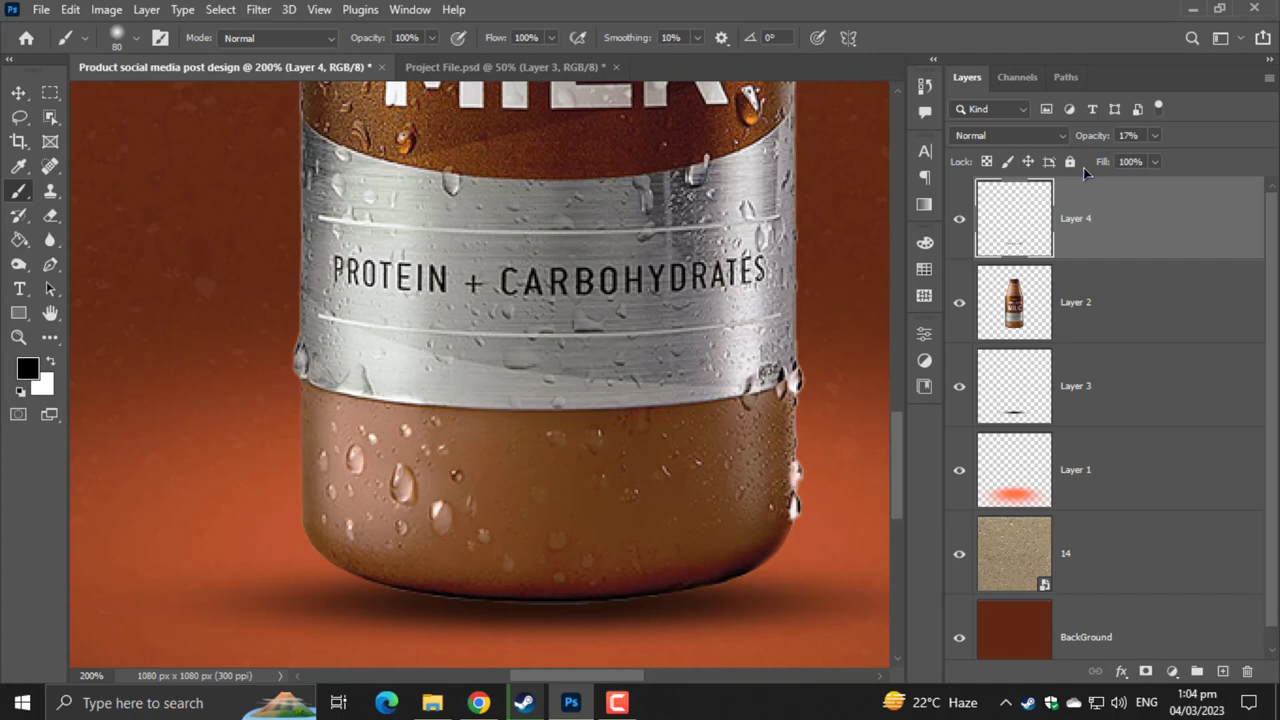 Ps File Edit Image Layer Type Select Filter 3D View Plugins Window Help
80 Mode: Normal Opacity: 100% Flow: 100% Smoothing: 10% 0°
Product social media post design @ 200% (Layer 4, RGB/8) * × Project File.psd @ 50% (Layer 3, RGB/8) * ×
Layers Channels Paths
Kind
Normal Opacity: 17%
Lock: Fill: 100%
MILK
PROTEIN + CARBOHYDRATES
Layer 4
Layer 2
Layer 3
Layer 1
14
BackGround
200% 1080 px x 1080 px (300 ppi)
Type here to search
Ps
22°C Haze
ENG
1:04 pm
04/03/2023